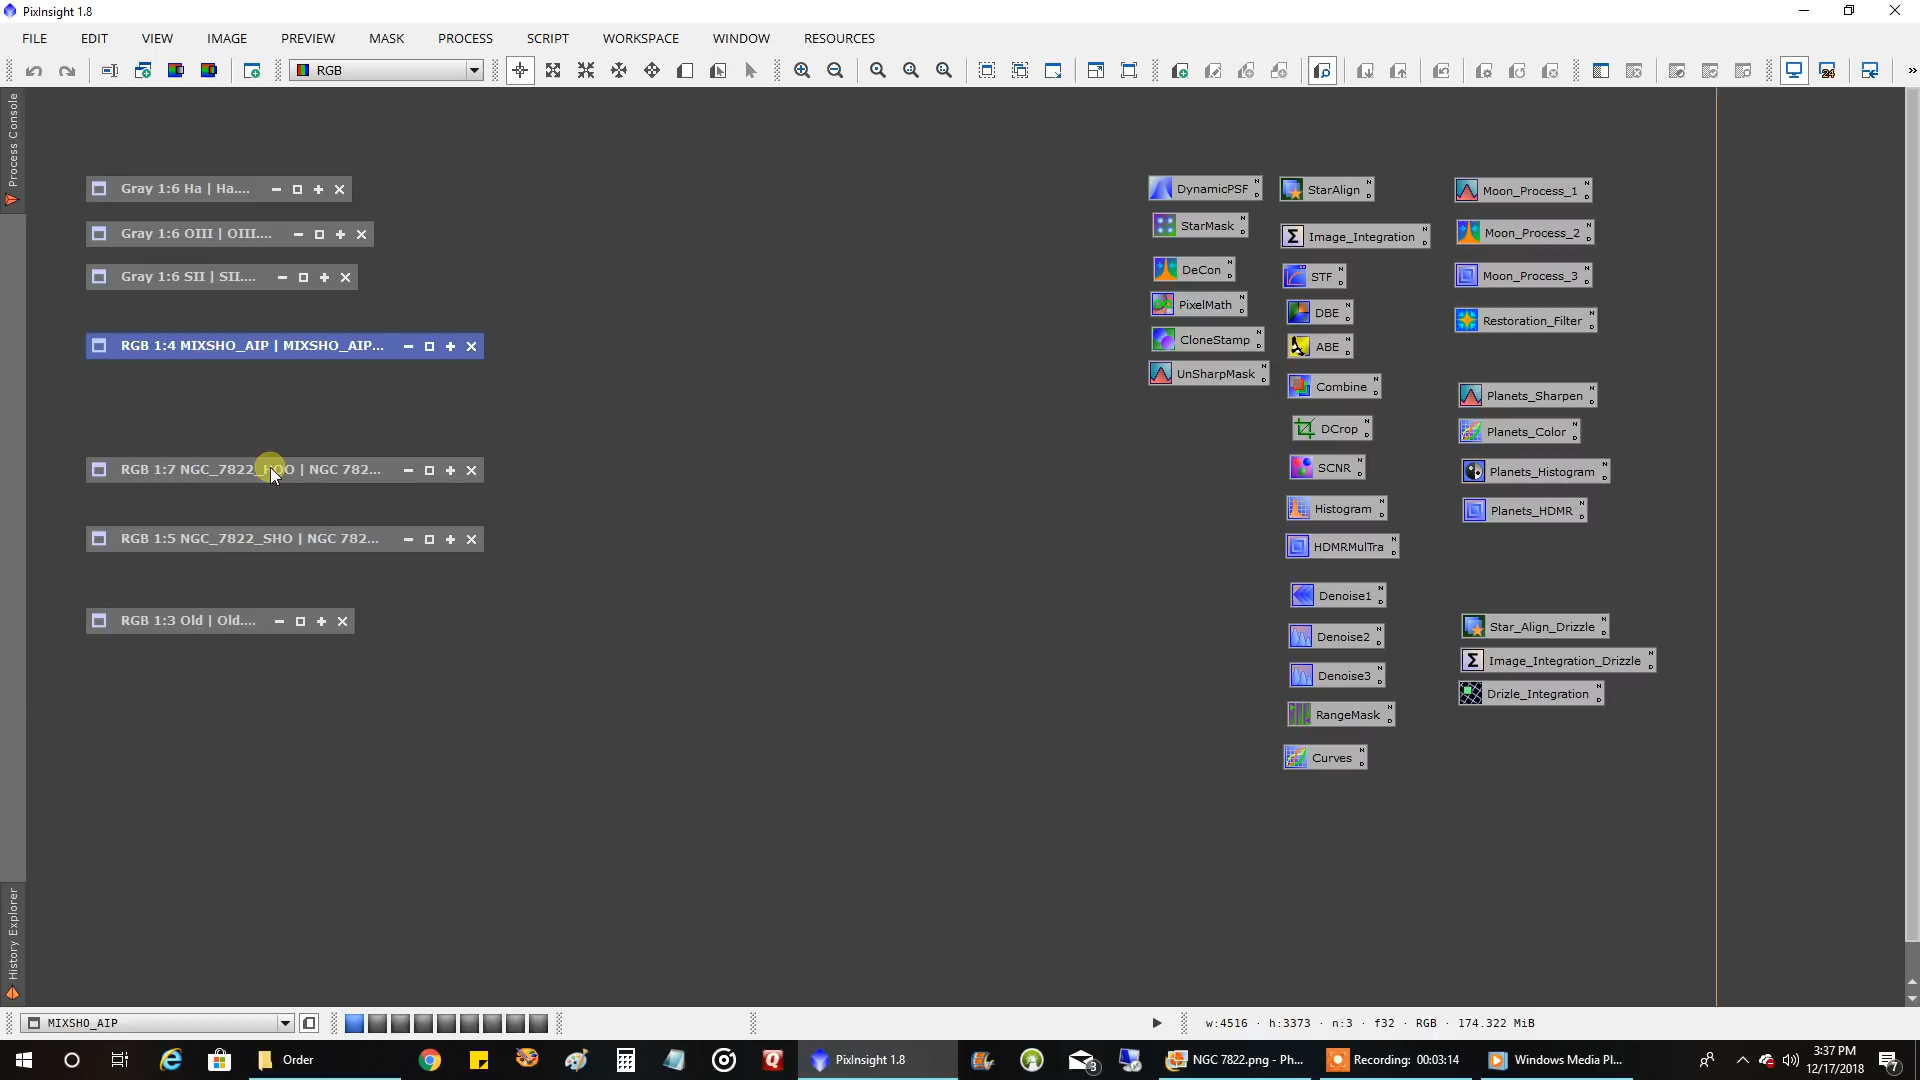 PixInsight 1.8
FILE EDIT VIEW IMAGE PREVIEW MASK PROCESS SCRIPT WORKSPACE WINDOW RESOURCES
RGB
24
»
Process Console
Gray 1:6 Ha | Ha....
Gray 1:6 OIII | OIII....
Gray 1:6 SII | SII....
RGB 1:4 MIXSHO_AIP | MIXSHO_AIP...
RGB 1:7 NGC_7822_HOO | NGC 782...
RGB 1:5 NGC_7822_SHO | NGC 782...
RGB 1:3 Old | Old....
DynamicPSF
StarMask
DeCon
PixelMath
CloneStamp
UnSharpMask
StarAlign
Image_Integration
STF
DBE
ABE
Combine
DCrop
SCNR
Histogram
HDMRMulTra
Denoise1
Denoise2
Denoise3
RangeMask
Curves
Moon_Process_1
Moon_Process_2
Moon_Process_3
Restoration_Filter
Planets_Sharpen
Planets_Color
Planets_Histogram
Planets_HDMR
Star_Align_Drizzle
Image_Integration_Drizzle
Drizle_Integration
History Explorer
MIXSHO_AIP
w:4516 · h:3373 · n:3 · f32 · RGB · 174.322 MiB
Order
3
PixInsight 1.8
NGC 7822.png - Ph...
Recording: 00:03:14
Windows Media Pl...
3:37 PM
12/17/2018
7